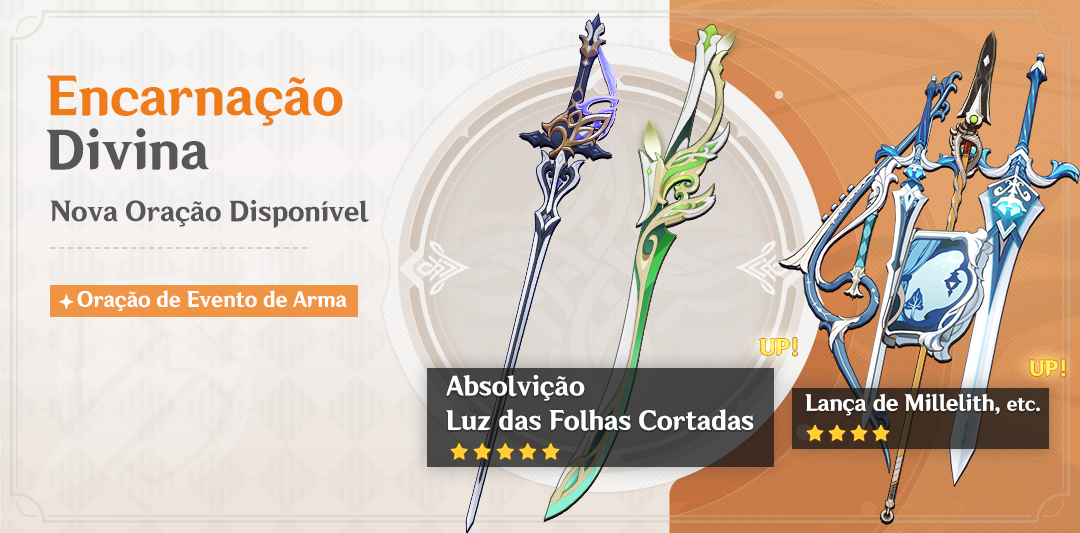 Encarnação
Divina
Nova Oração Disponível
Oração de Evento de Arma
UP!
Absolvição
Luz das Folhas Cortadas
UP!
Lança de Millelith, etc.